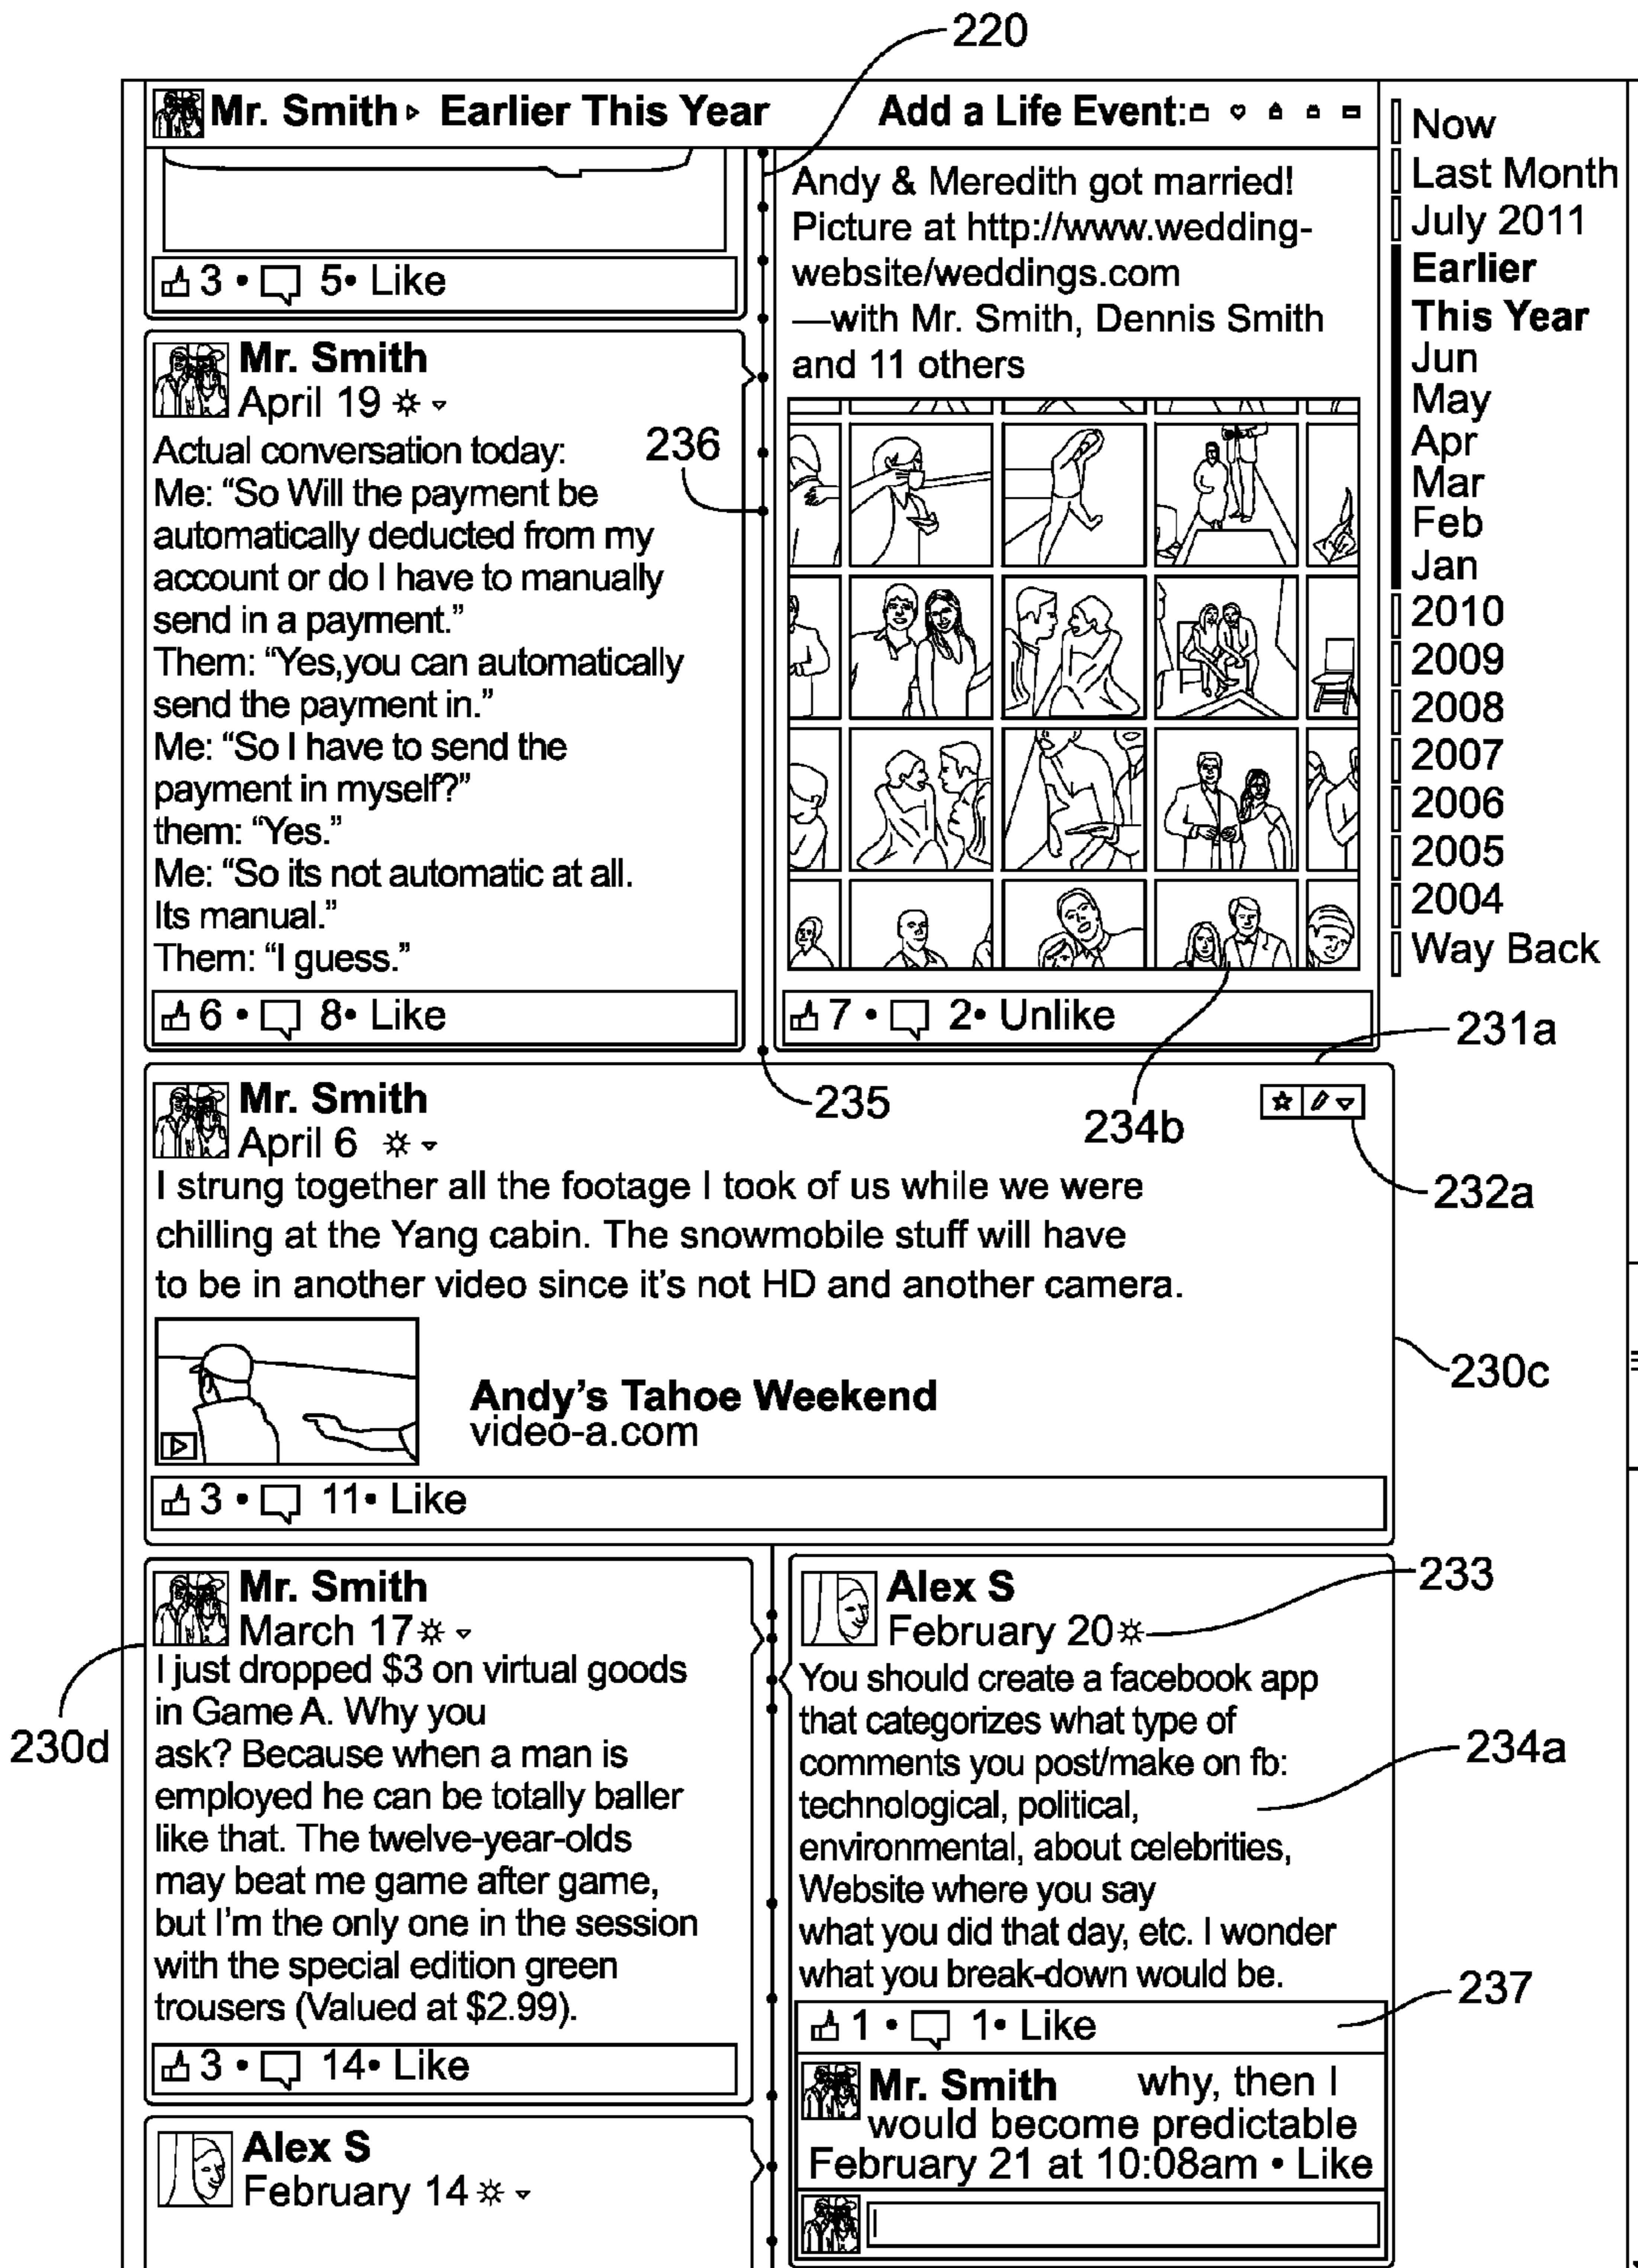 220
Mr. Smith Earlier This Year
Add a Life Event:
3 • 5• Like
Mr. Smith
April 19
Actual conversation today:
Me: “So Will the payment be
automatically deducted from my
account or do I have to manually
send in a payment.”
Them: “Yes,you can automatically
send the payment in.”
Me: “So I have to send the
payment in myself?”
them: “Yes.”
Me: “So its not automatic at all.
Its manual.”
Them: “I guess.”
6 • 8• Like
236
Andy & Meredith got married!
Picture at http://www.wedding-
website/weddings.com
—with Mr. Smith, Dennis Smith
and 11 others
7 • 2• Unlike
Now
Last Month
July 2011
Earlier
This Year
Jun
May
Apr
Mar
Feb
Jan
2010
2009
2008
2007
2006
2005
2004
Way Back
231a
235
234b
232a
Mr. Smith
April 6
I strung together all the footage I took of us while we were
chilling at the Yang cabin. The snowmobile stuff will have
to be in another video since it’s not HD and another camera.
Andy’s Tahoe Weekend
video-a.com
230c
3 • 11• Like
Mr. Smith
March 17
I just dropped $3 on virtual goods
in Game A. Why you
ask? Because when a man is
employed he can be totally baller
like that. The twelve-year-olds
may beat me game after game,
but I’m the only one in the session
with the special edition green
trousers (Valued at $2.99).
3 • 14• Like
230d
Alex S
February 14
Alex S
February 20
233
You should create a facebook app
that categorizes what type of
comments you post/make on fb:
technological, political,
environmental, about celebrities,
Website where you say
what you did that day, etc. I wonder
what you break-down would be.
234a
1 • 1• Like
237
Mr. Smith why, then I
would become predictable
February 21 at 10:08am • Like